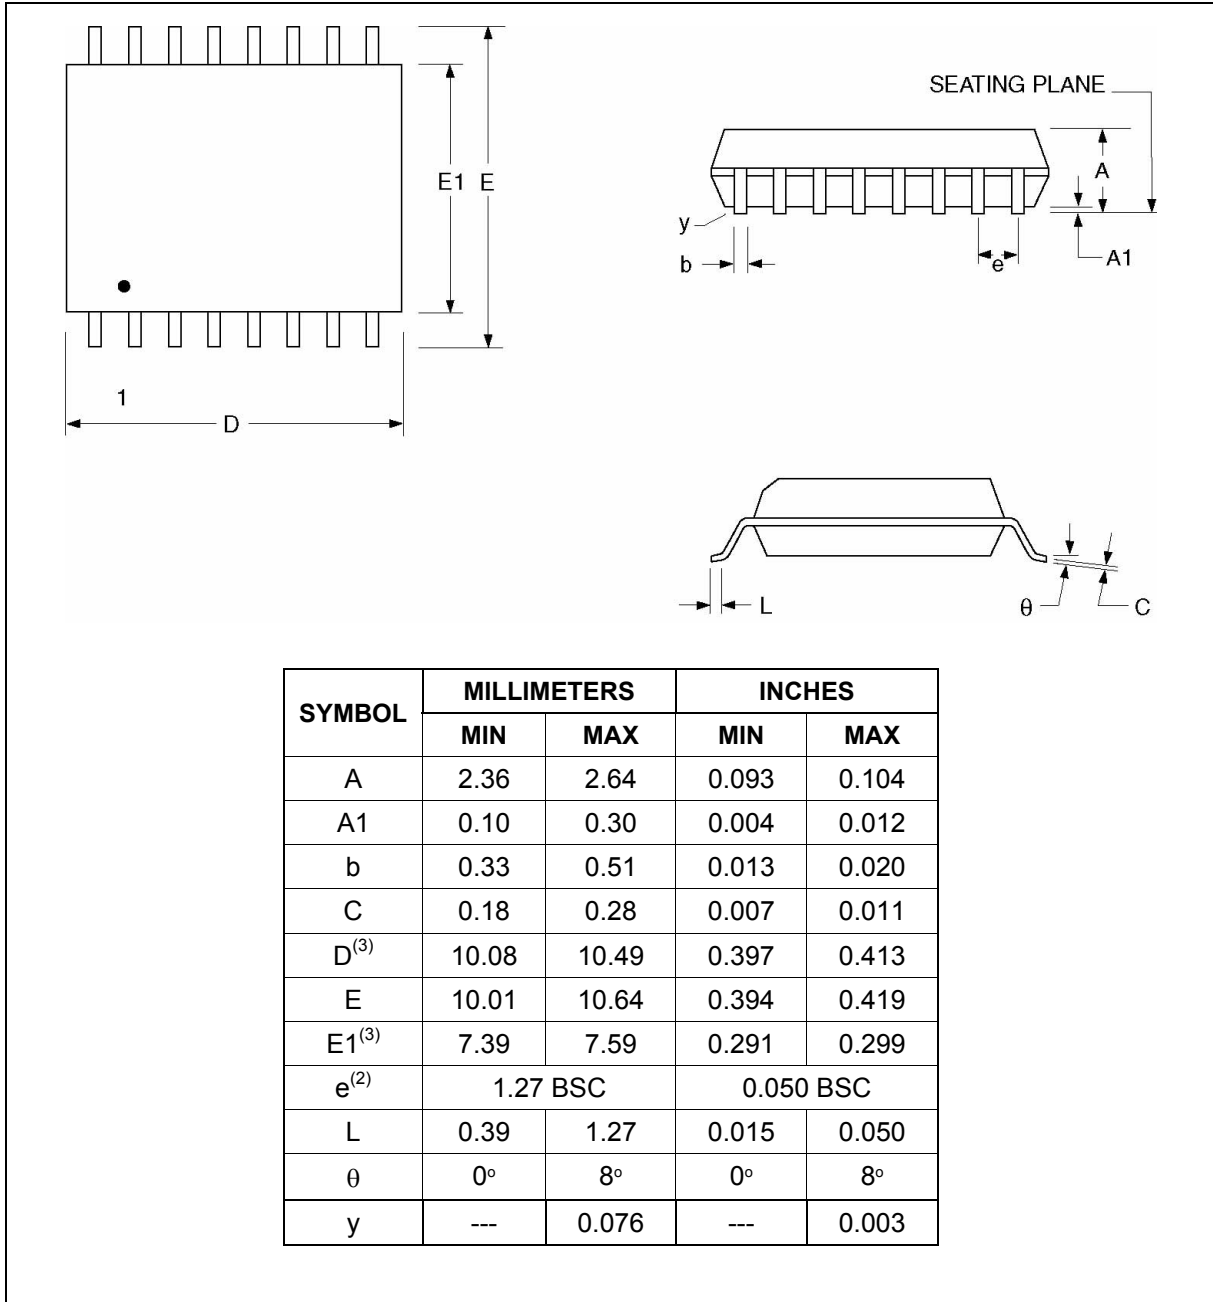 E1 E
1
D
SEATING PLANE
A
y
b
e
A1
L
θ
C
SYMBOL MILLIMETERS INCHES
MIN MAX MIN MAX
A 2.36 2.64 0.093 0.104
A1 0.10 0.30 0.004 0.012
b 0.33 0.51 0.013 0.020
C 0.18 0.28 0.007 0.011
D(3) 10.08 10.49 0.397 0.413
E 10.01 10.64 0.394 0.419
E1(3) 7.39 7.59 0.291 0.299
e(2) 1.27 BSC 0.050 BSC
L 0.39 1.27 0.015 0.050
θ 0° 8° 0° 8°
y --- 0.076 --- 0.003